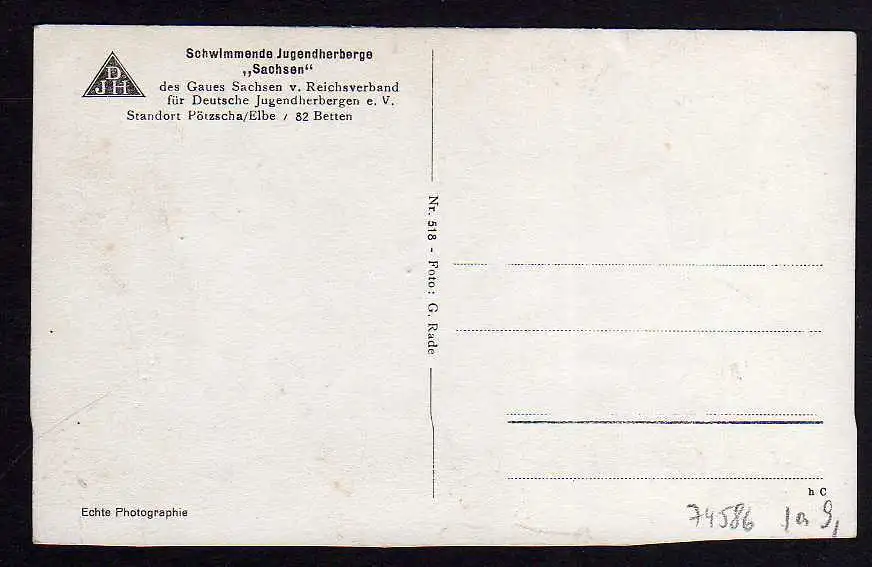 D
JH
Schwimmende Jugendherberge
„Sachsen“
des Gaues Sachsen v. Reichsverband
für Deutsche Jugendherbergen e. V.
Standort Pötzscha/Elbe / 82 Betten
Nr. 518 - Foto: G. Rade
h C
Echte Photographie
74586